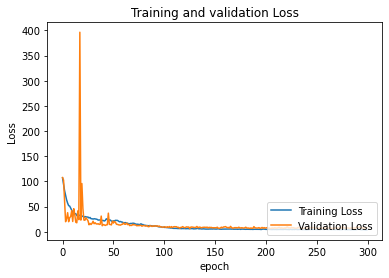 Training and validation Loss
400
350
300
250
200
150
100
50
0
Loss
Training Loss
Validation Loss
0 50 100 150 200 250 300
epoch